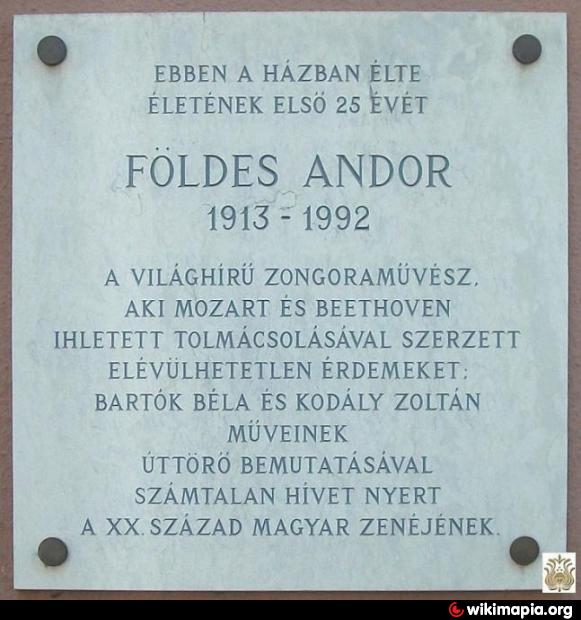 EBBEN A HÁZBAN ÉLTE
ÉLETÉNEK ELSŐ 25 ÉVÉT
FÖLDES ANDOR
1913 - 1992
A VILÁGHÍRŰ ZONGORAMŰVÉSZ,
AKI MOZART ÉS BEETHOVEN
IHLETETT TOLMÁCSOLÁSÁVAL SZERZETT
ELÉVÜLHETETLEN ÉRDEMEKET;
BARTÓK BÉLA ÉS KODÁLY ZOLTÁN
MŰVEINEK
ÚTTÖRŐ BEMUTATÁSÁVAL
SZÁMTALAN HÍVET NYERT
A XX. SZÁZAD MAGYAR ZENÉJÉNEK.
wikimapia.org